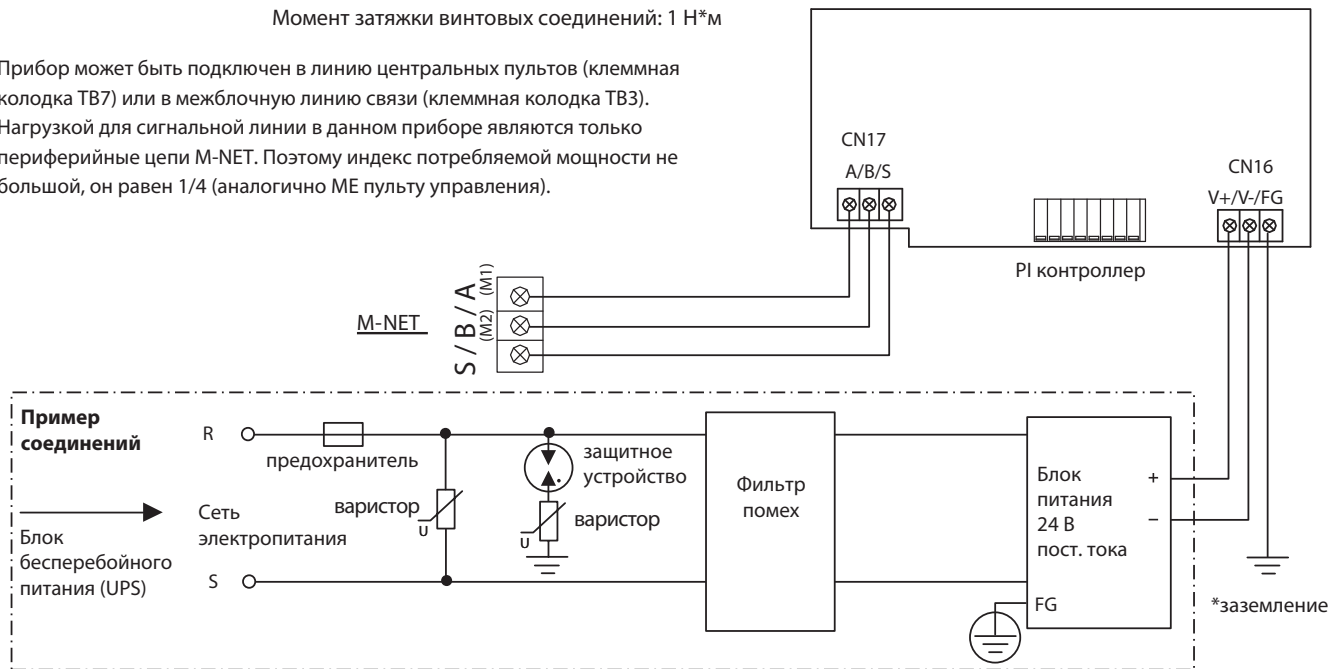 Момент затяжки винтовых соединений: 1 Н*м
Прибор может быть подключен в линию центральных пультов (клеммная
колодка TB7) или в межблочную линию связи (клеммная колодка TB3).
Нагрузкой для сигнальной линии в данном приборе являются только
периферийные цепи M-NET. Поэтому индекс потребляемой мощности не
большой, он равен 1/4 (аналогично ME пульту управления).
CN17
A/B/S
CN16
V+/V-/FG
PI контроллер
M-NET
S / B / A
(M2)
(M1)
Пример
соединений
R
предохранитель
защитное
устройство
варистор
U
варистор
U
Сеть
электропитания
Блок
бесперебойного
питания (UPS)
S
Фильтр
помех
Блок
питания
24 В
пост. тока
+
−
FG
*заземление